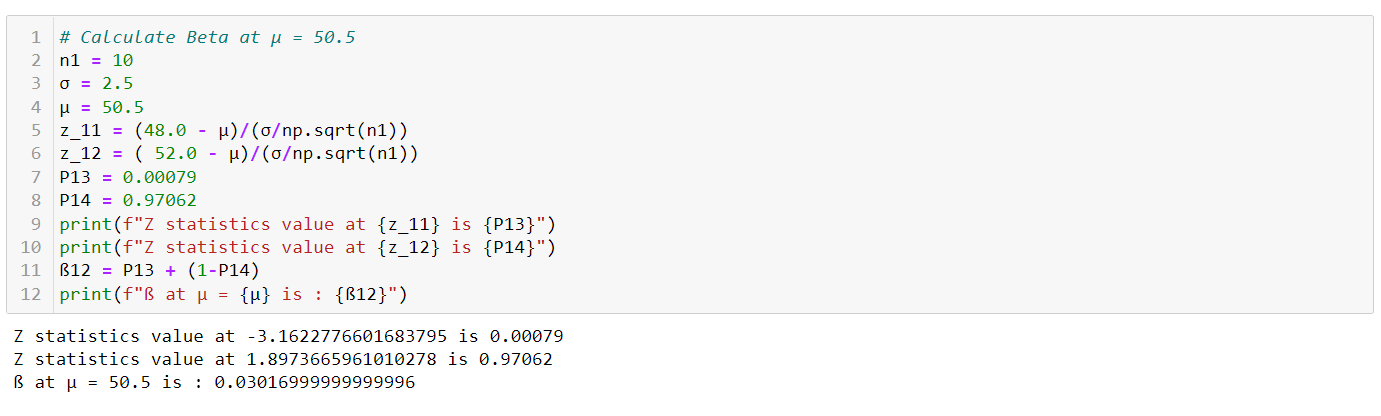 1 # Calculate Beta at μ = 50.5
2 n1 = 10
3 σ = 2.5
4 μ = 50.5
5 z_11 = (48.0 - μ)/(σ/np.sqrt(n1))
6 z_12 = ( 52.0 - μ)/(σ/np.sqrt(n1))
7 P13 = 0.00079
8 P14 = 0.97062
9 print(f"Z statistics value at {z_11} is {P13}")
10 print(f"Z statistics value at {z_12} is {P14}")
11 ß12 = P13 + (1-P14)
12 print(f"ß at μ = {μ} is : {ß12}")
Z statistics value at -3.1622776601683795 is 0.00079
Z statistics value at 1.8973665961010278 is 0.97062
ß at μ = 50.5 is : 0.03016999999999996